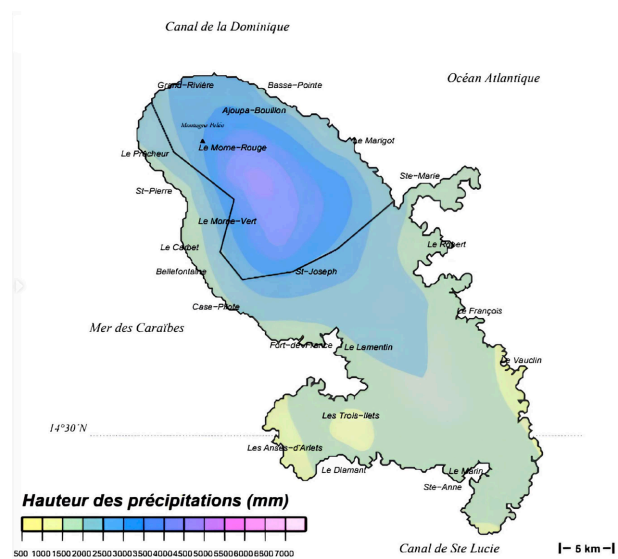 Canal de la Dominique
Océan Atlantique
Grand-Rivière
Basse-Pointe
Ajoupa-Bouillon
Montagne Pelée
Le Marigot
Le Morne-Rouge
Le Prêcheur
Ste-Marie
St-Pierre
Le Morne-Vert
Le Carbet
Le Robert
Bellefontaine
St-Joseph
Case-Pilote
Le François
Mer des Caraïbes
Fort-de-France
Le Lamentin
Le Vauclin
Les Trois-Ilets
14°30´N
Les Anses-d'Arlets
Le Diamant
Le Marin
Ste-Anne
Hauteur des précipitations (mm)
500 1000 1500 2000 2500 3000 3500 4000 4500 5000 5500 6000 6500 7000
Canal de Ste Lucie
5 km